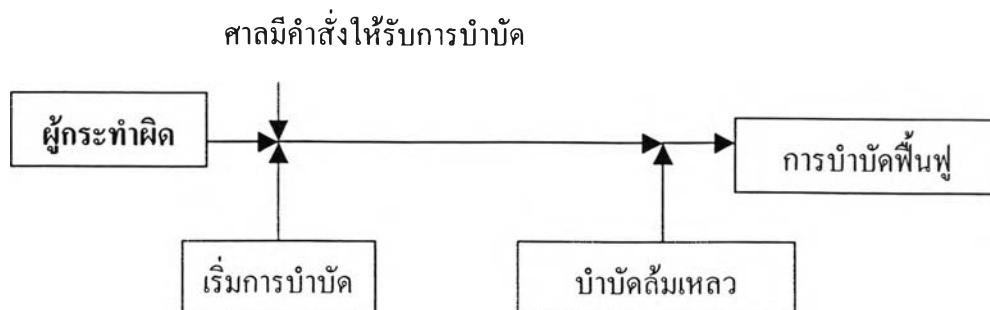 ศาลมีคำสั่งให้รับการบำบัด
ผู้กระทำผิด
การบำบัดฟื้นฟู
เริ่มการบำบัด
บำบัดล้มเหลว